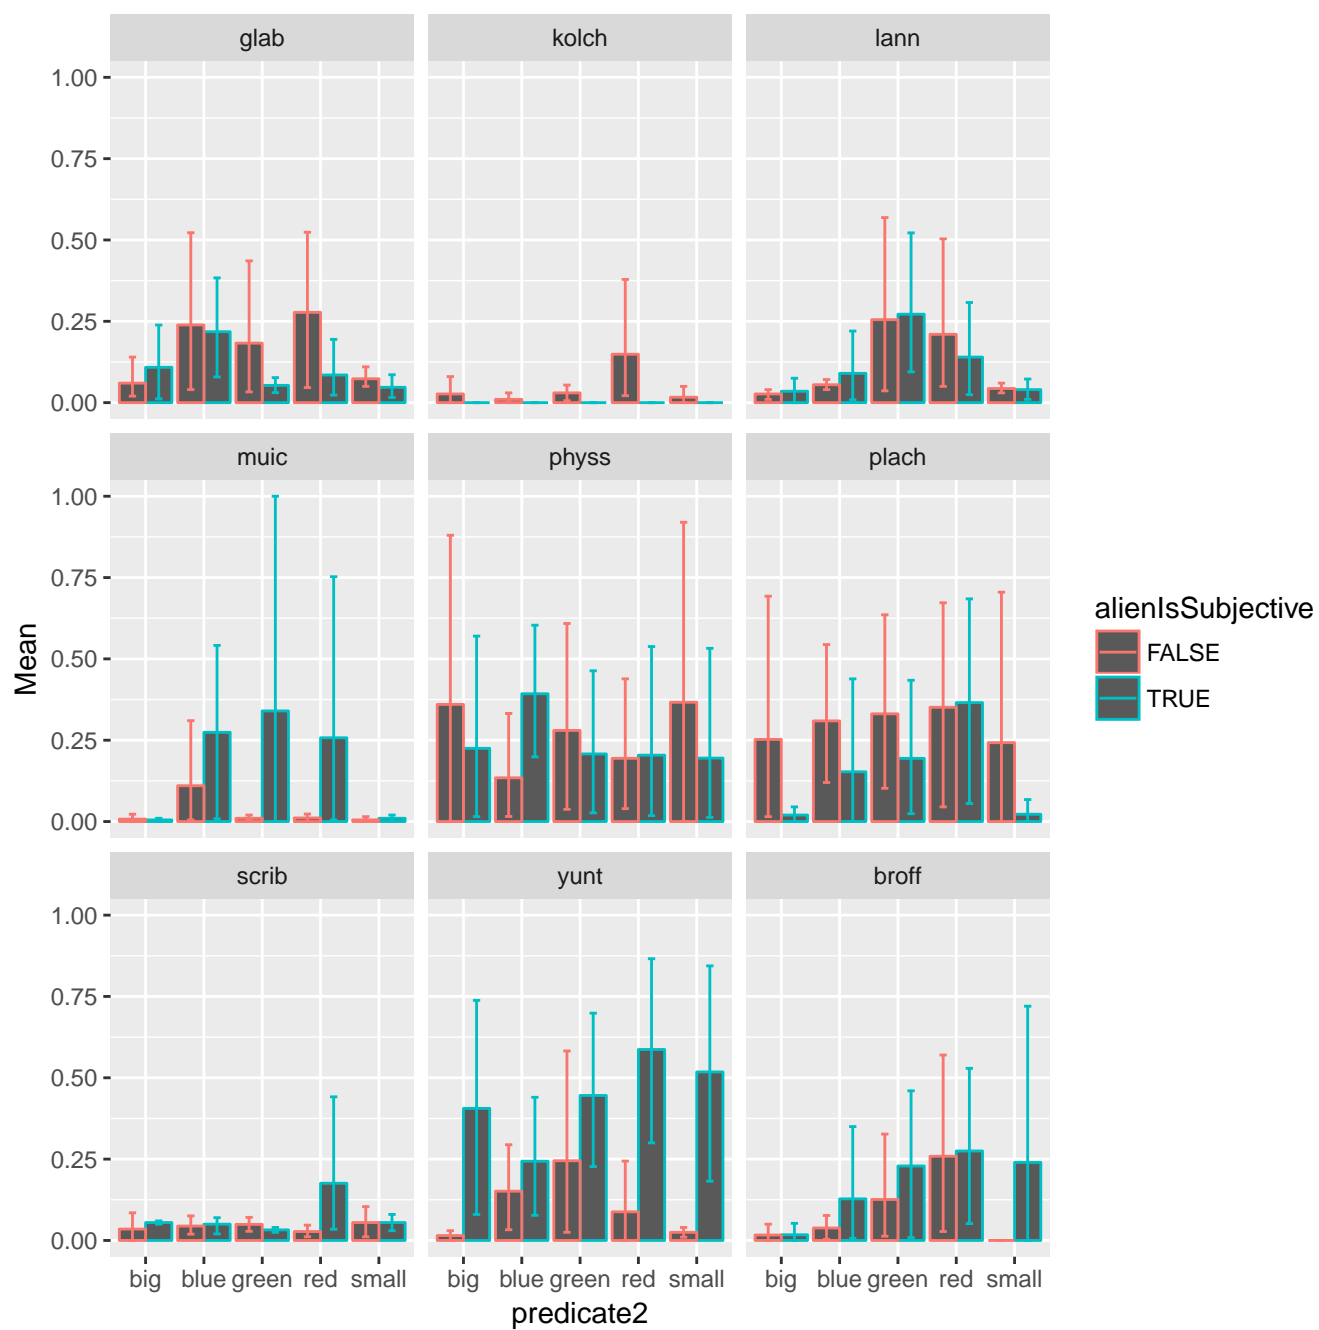 glab kolch lann
1.00
0.75
0.50
0.25
0.00
muic physs plach
1.00
0.75
0.50
0.25
0.00
Mean
alienIsSubjective
FALSE
TRUE
scrib yunt broff
1.00
0.75
0.50
0.25
0.00
big blue green red small big blue green red small big blue green red small
predicate2